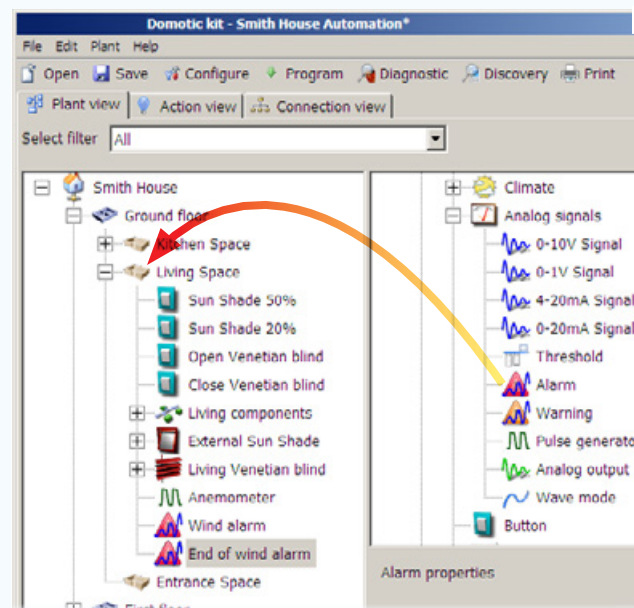 Domotic kit - Smith House Automation*
File Edit Plant Help
Open Save Configure Program Diagnostic Discovery Print
Plant view Action view Connection view
Select filter All
Smith House
Ground floor
Kitchen Space
Living Space
Sun Shade 50%
Sun Shade 20%
Open Venetian blind
Close Venetian blind
Living components
External Sun Shade
Living Venetian blind
Anemometer
Wind alarm
End of wind alarm
Entrance Space
First floor
Climate
Analog signals
0-10V Signal
0-1V Signal
4-20mA Signal
0-20mA Signal
Threshold
Alarm
Warning
Pulse generato
Analog output
Wave mode
Button
Alarm properties